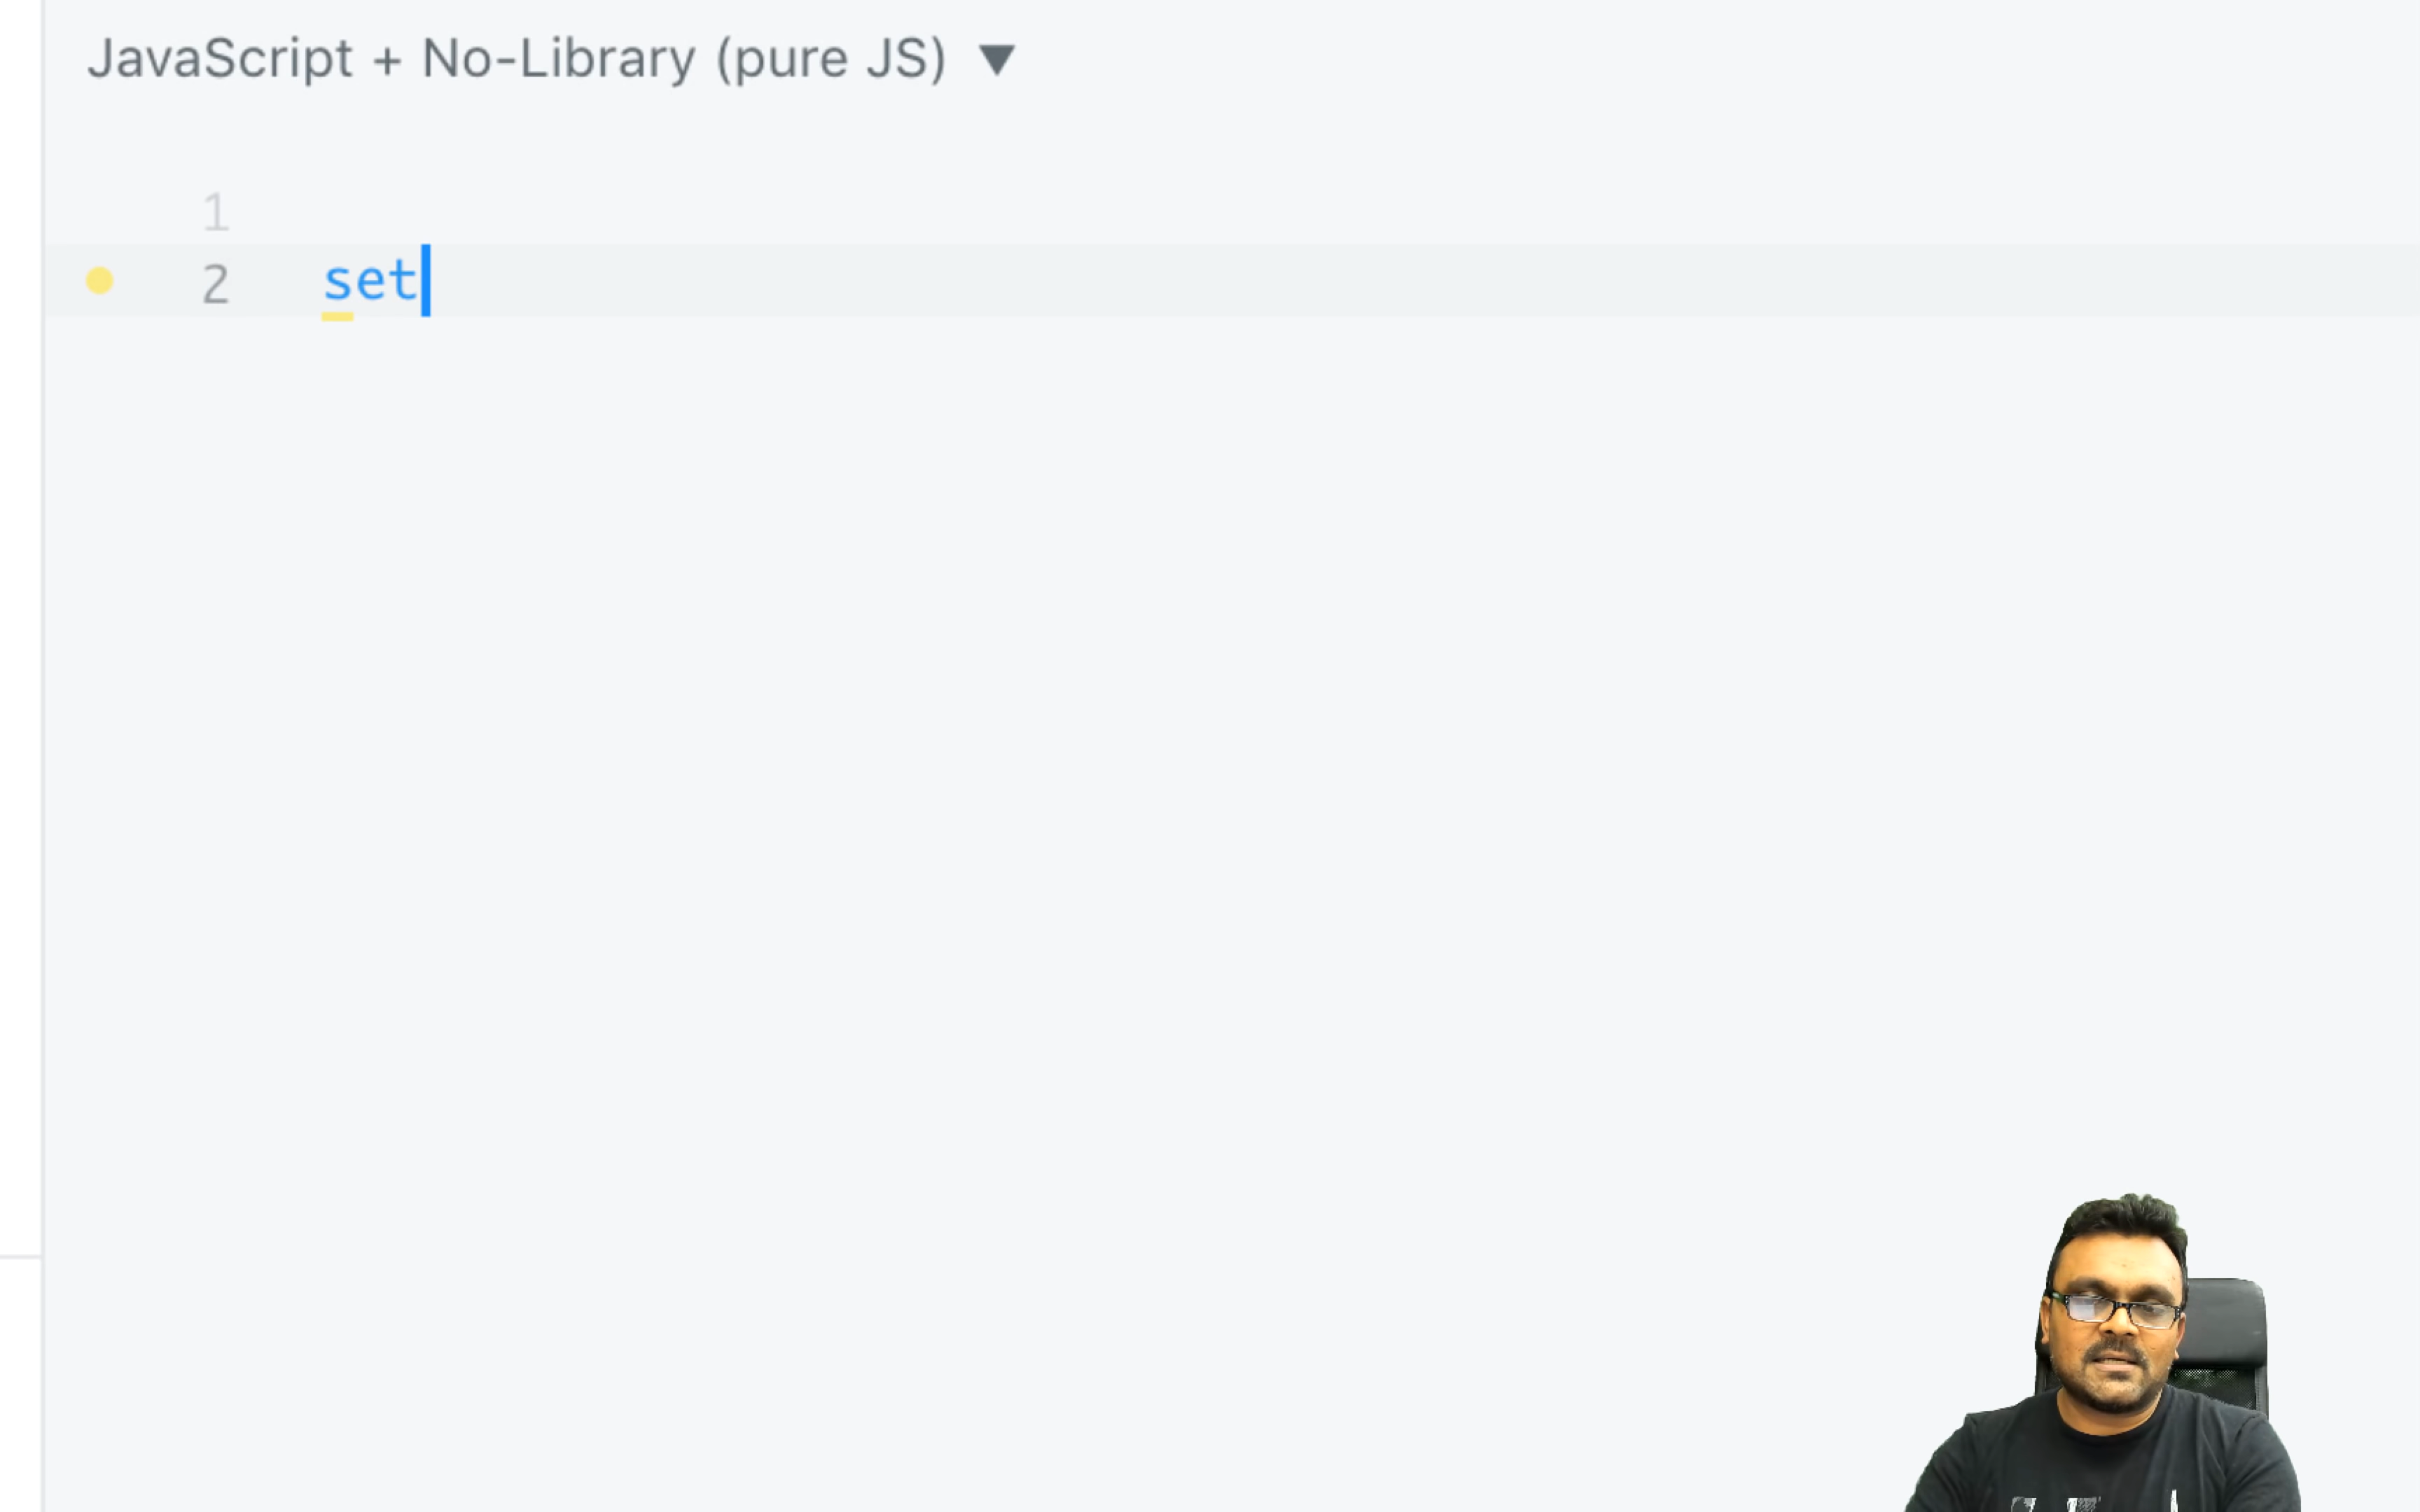 JavaScript + No-Library (pure JS) ▼
1
2 set